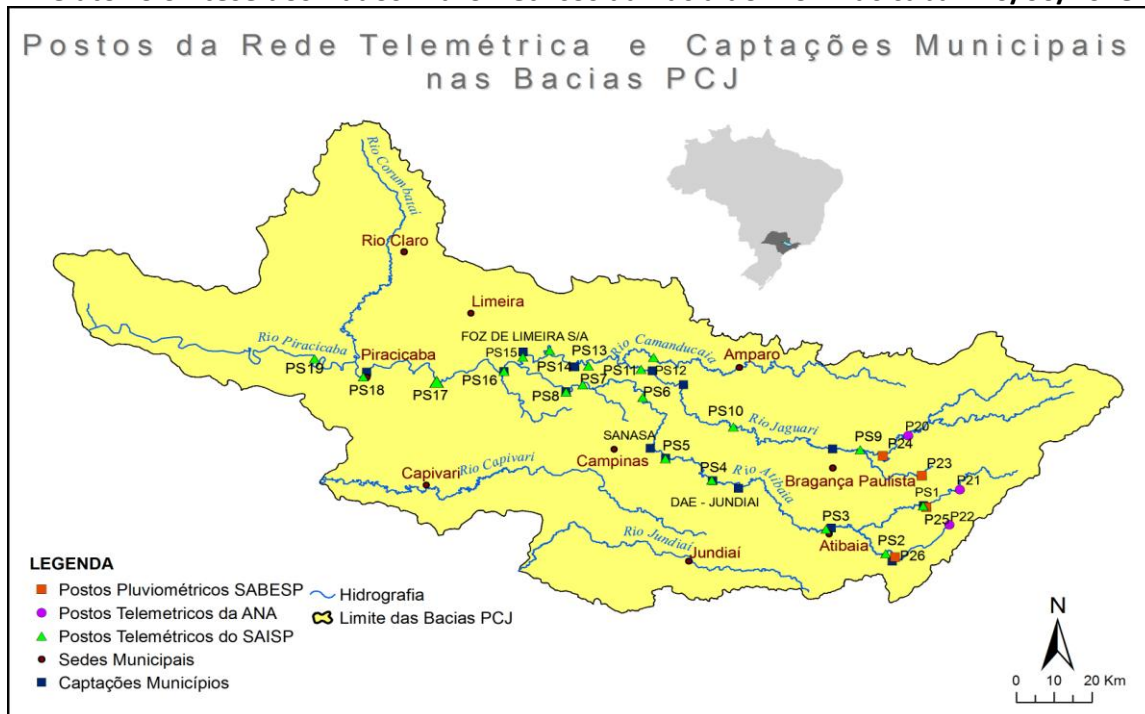 Postos da Rede Telemétrica e Captações Municipais
nas Bacias PCJ
Rio Corumbataí
Rio Claro
Limeira
FOZ DE LIMEIRA S/A
Rio Camanducaia
Rio Piracicaba
Piracicaba
PS15
PS13
Amparo
PS19
PS14
PS11
PS12
PS16
PS7
PS18
PS17
PS8
PS6
PS10
Rio Jaguari
P20
SANASA
PS9
P24
Campinas
PS5
Capivari
Rio Capivari
PS4
Rio Atibaia
Bragança Paulista
P23
PS1
P21
DAE - JUNDIAI
PS3
P25
P22
Atibaia
PS2
P26
Rio Jundiaí
Jundiaí
LEGENDA
Postos Pluviométricos SABESP
Hidrografia
Postos Telemetricos da ANA
Limite das Bacias PCJ
Postos Telemétricos do SAISP
Sedes Municipais
Captações Municípios
N
0 10 20 Km